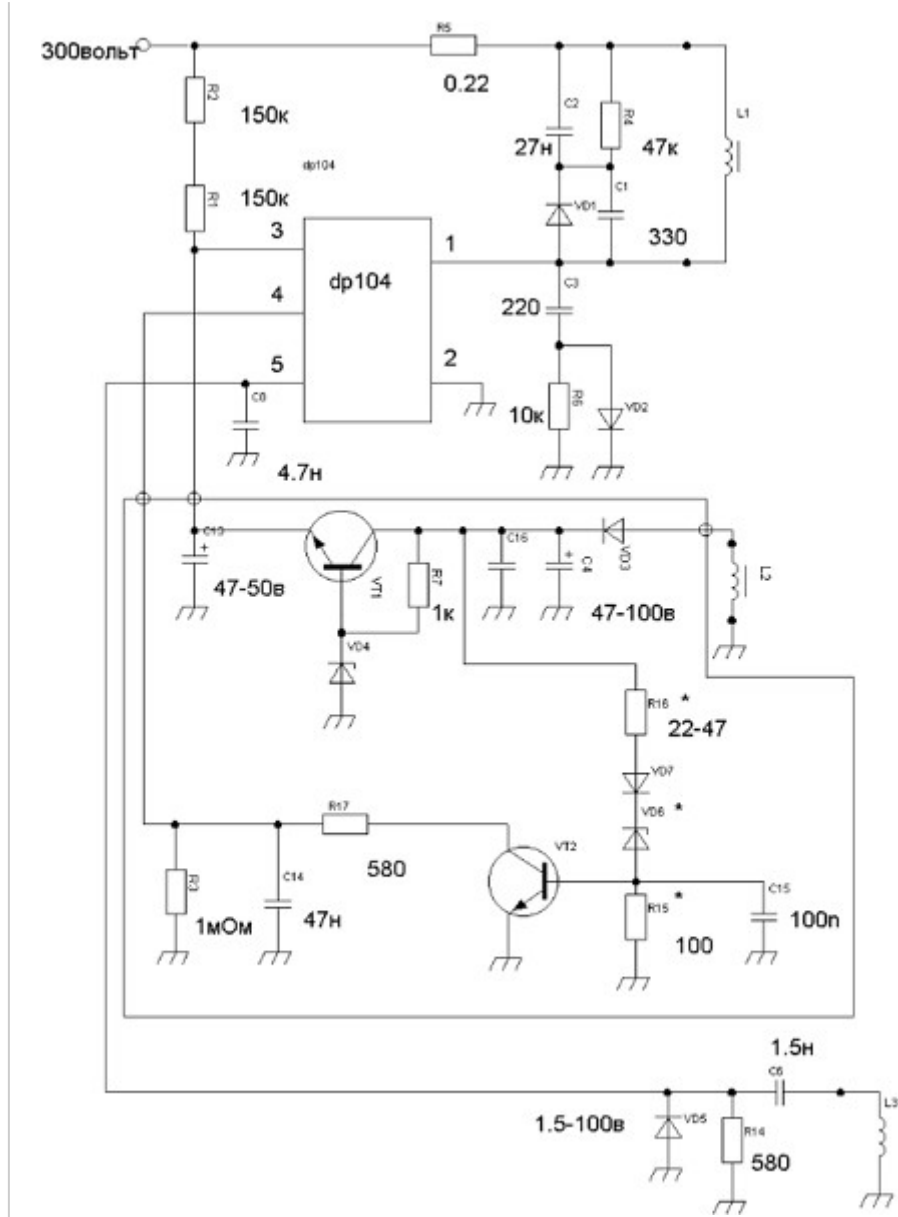 300вольт
R5
0.22
R2
150к
C2
27н
R4
47к
L1
dp104
R1
150к
VD1
C1
330
3
1
dp104
4
C3
220
5
2
C8
R6
10к
VD2
4.7н
C13
47-50в
VT1
R7
1к
C16
C4
VD3
47-100в
L2
VD4
R16 *
22-47
VD7
VD6 *
R17
580
VT2
R3
1мОм
C14
47н
R15 *
100
C15
100п
1.5н
C6
L3
1.5-100в
VD5
R14
580